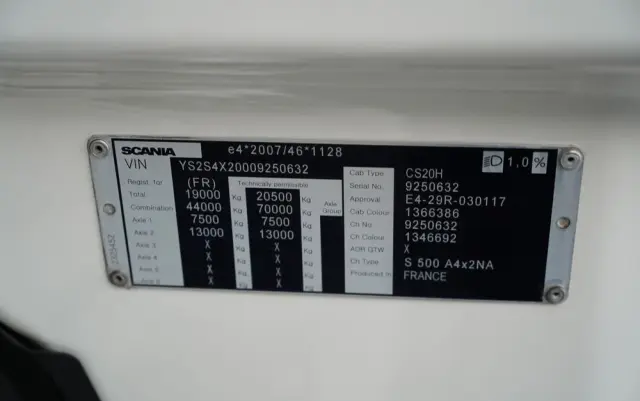 SCANIA e4*2007/46*1128
VIN YS2S4X20009250632
1,0 %
Regist. for (FR) Technically permissible
Total 19000 Kg 20500
Combination 44000 Kg 70000
Axle 1 7500 Kg 7500
Axle 2 13000 Kg 13000
Axle 3 X Kg X
Axle 4 X Kg X
Axle 5 X Kg X
X Kg X
Axle Group
Cab Type CS20H
Serial No. 9250632
Approval E4-29R-030117
Cab Colour 1366386
Ch No 9250632
Ch Colour 1346692
ADR GTW X
Ch Type S 500 A4x2NA
Produced in FRANCE